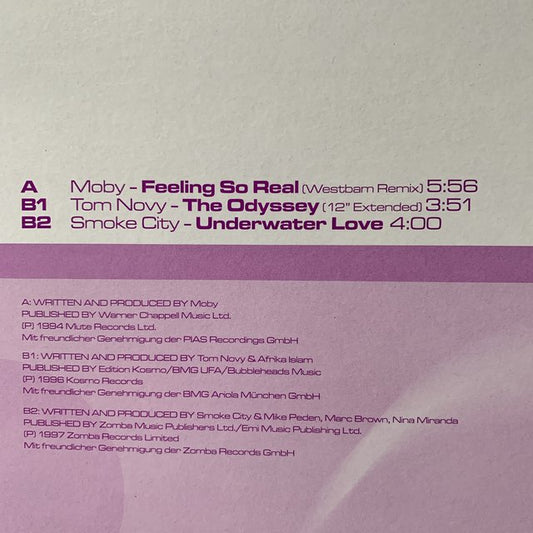 A Moby - Feeling So Real (Westbam Remix) 5:56
B1 Tom Novy - The Odyssey (12" Extended) 3:51
B2 Smoke City - Underwater Love 4:00
A: WRITTEN AND PRODUCED BY Moby
PUBLISHED BY Warner Chappell Music Ltd.
(P) 1994 Mute Records Ltd.
Mit freundlicher Genehmigung der PIAS Recordings GmbH
B1: WRITTEN AND PRODUCED BY Tom Novy & Afrika Islam
PUBLISHED BY Edition Kosmo/BMG UFA/Bubbleheads Music
(P) 1996 Kosmo Records
Mit freundlicher Genehmigung der BMG Ariola München GmbH
B2: WRITTEN AND PRODUCED BY Smoke City & Mike Peden, Marc Brown, Nina Miranda
PUBLISHED BY Zomba Music Publishers Ltd./Emi Music Publishing Ltd.
(P) 1997 Zomba Records Limited
Mit freundlicher Genehmigung der Zomba Records GmbH